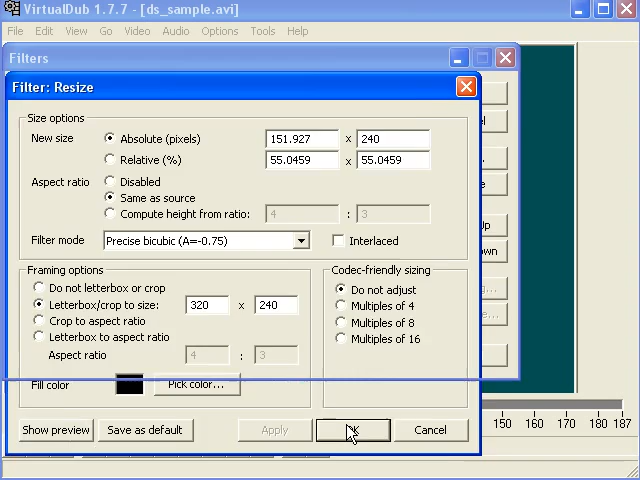 VirtualDub 1.7.7 - [ds_sample.avi]
File Edit View Go Video Audio Options Tools Help
Filters
Filter: Resize
Size options
New size Absolute (pixels) 151.927 x 240
Relative (%) 55.0459 x 55.0459
Aspect ratio Disabled
Same as source
Compute height from ratio: 4 : 3
Filter mode Precise bicubic (A=-0.75) Interlaced
Framing options
Do not letterbox or crop
Letterbox/crop to size: 320 x 240
Crop to aspect ratio
Letterbox to aspect ratio
Aspect ratio 4 : 3
Fill color Pick color...
Codec-friendly sizing
Do not adjust
Multiples of 4
Multiples of 8
Multiples of 16
Show preview Save as default Apply OK Cancel
150 160 170 180 187